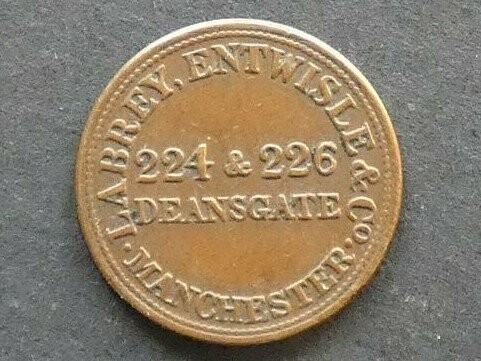 LABREY, ENTWISLE & Co
224 & 226
DEANSGATE
· MANCHESTER ·